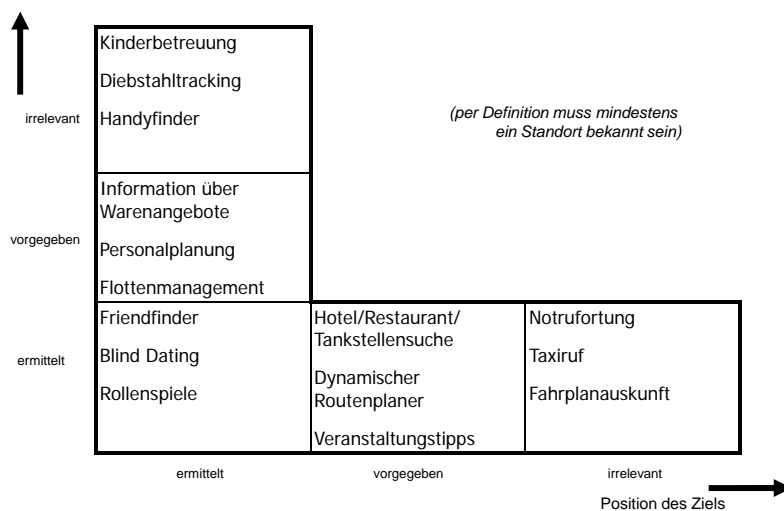 Kinderbetreuung
Diebstahltracking
irrelevant
Handyfinder
(per Definition muss mindestens
ein Standort bekannt sein)
Information über
Warenangebote
vorgegeben
Personalplanung
Flottenmanagement
ermittelt
Friendfinder
Blind Dating
Rollenspiele
Hotel/Restaurant/
Tankstellensuche
Dynamischer
Routenplaner
Veranstaltungstipps
Notrufortung
Taxiruf
Fahrplanauskunft
ermittelt
vorgegeben
irrelevant
Position des Ziels